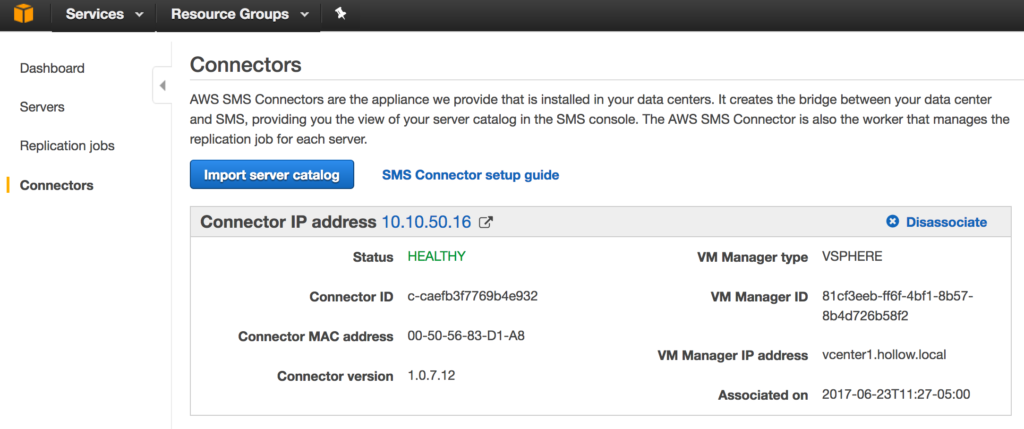 Services Resource Groups
Dashboard
Servers
Replication jobs
Connectors
Connectors
AWS SMS Connectors are the appliance we provide that is installed in your data centers. It creates the bridge between your data center
and SMS, providing you the view of your server catalog in the SMS console. The AWS SMS Connector is also the worker that manages the
replication job for each server.
Import server catalog SMS Connector setup guide
Connector IP address 10.10.50.16 Disassociate
Status HEALTHY
Connector ID c-caefb3f7769b4e932
Connector MAC address 00-50-56-83-D1-A8
Connector version 1.0.7.12
VM Manager type VSPHERE
VM Manager ID 81cf3eeb-ff6f-4bf1-8b57-
8b4d726b58f2
VM Manager IP address vcenter1.hollow.local
Associated on 2017-06-23T11:27-05:00